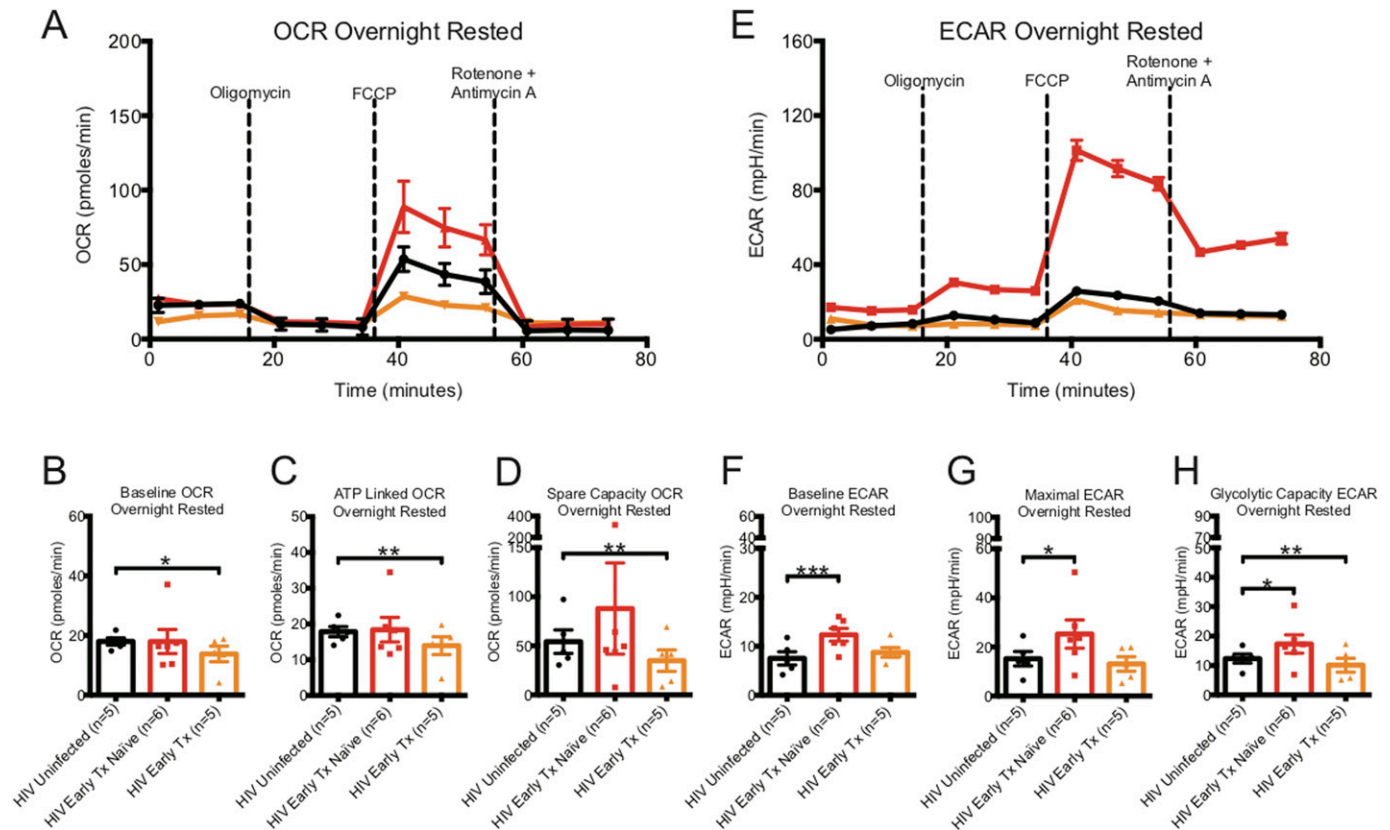 A
OCR Overnight Rested
200
150
100
50
0
OCR (pmoles/min)
Oligomycin
FCCP
Rotenone +
Antimycin A
0 20 40 60 80
Time (minutes)
E
ECAR Overnight Rested
160
120
80
40
0
ECAR (mpH/min)
Oligomycin
FCCP
Rotenone +
Antimycin A
0 20 40 60 80
Time (minutes)
B
Baseline OCR
Overnight Rested
60
40
20
0
OCR (pmoles/min)
*
HIV Uninfected (n=5)
HIV Early Tx Naïve (n=6)
HIV Early Tx (n=5)
C
ATP Linked OCR
Overnight Rested
50
40
30
20
10
0
OCR (pmoles/min)
**
HIV Uninfected (n=5)
HIV Early Tx Naïve (n=6)
HIV Early Tx (n=5)
D
Spare Capacity OCR
Overnight Rested
400
200
150
100
50
0
OCR (pmoles/min)
**
HIV Uninfected (n=5)
HIV Early Tx Naïve (n=6)
HIV Early Tx (n=5)
F
Baseline ECAR
Overnight Rested
60
40
30
20
10
0
ECAR (mpH/min)
***
HIV Uninfected (n=5)
HIV Early Tx Naïve (n=6)
HIV Early Tx (n=5)
G
Maximal ECAR
Overnight Rested
100
90
60
40
20
0
ECAR (mpH/min)
*
HIV Uninfected (n=5)
HIV Early Tx Naïve (n=6)
HIV Early Tx (n=5)
H
Glycolytic Capacity ECAR
Overnight Rested
90
70
50
40
30
20
10
0
ECAR (mpH/min)
**
*
HIV Uninfected (n=5)
HIV Early Tx Naïve (n=6)
HIV Early Tx (n=5)